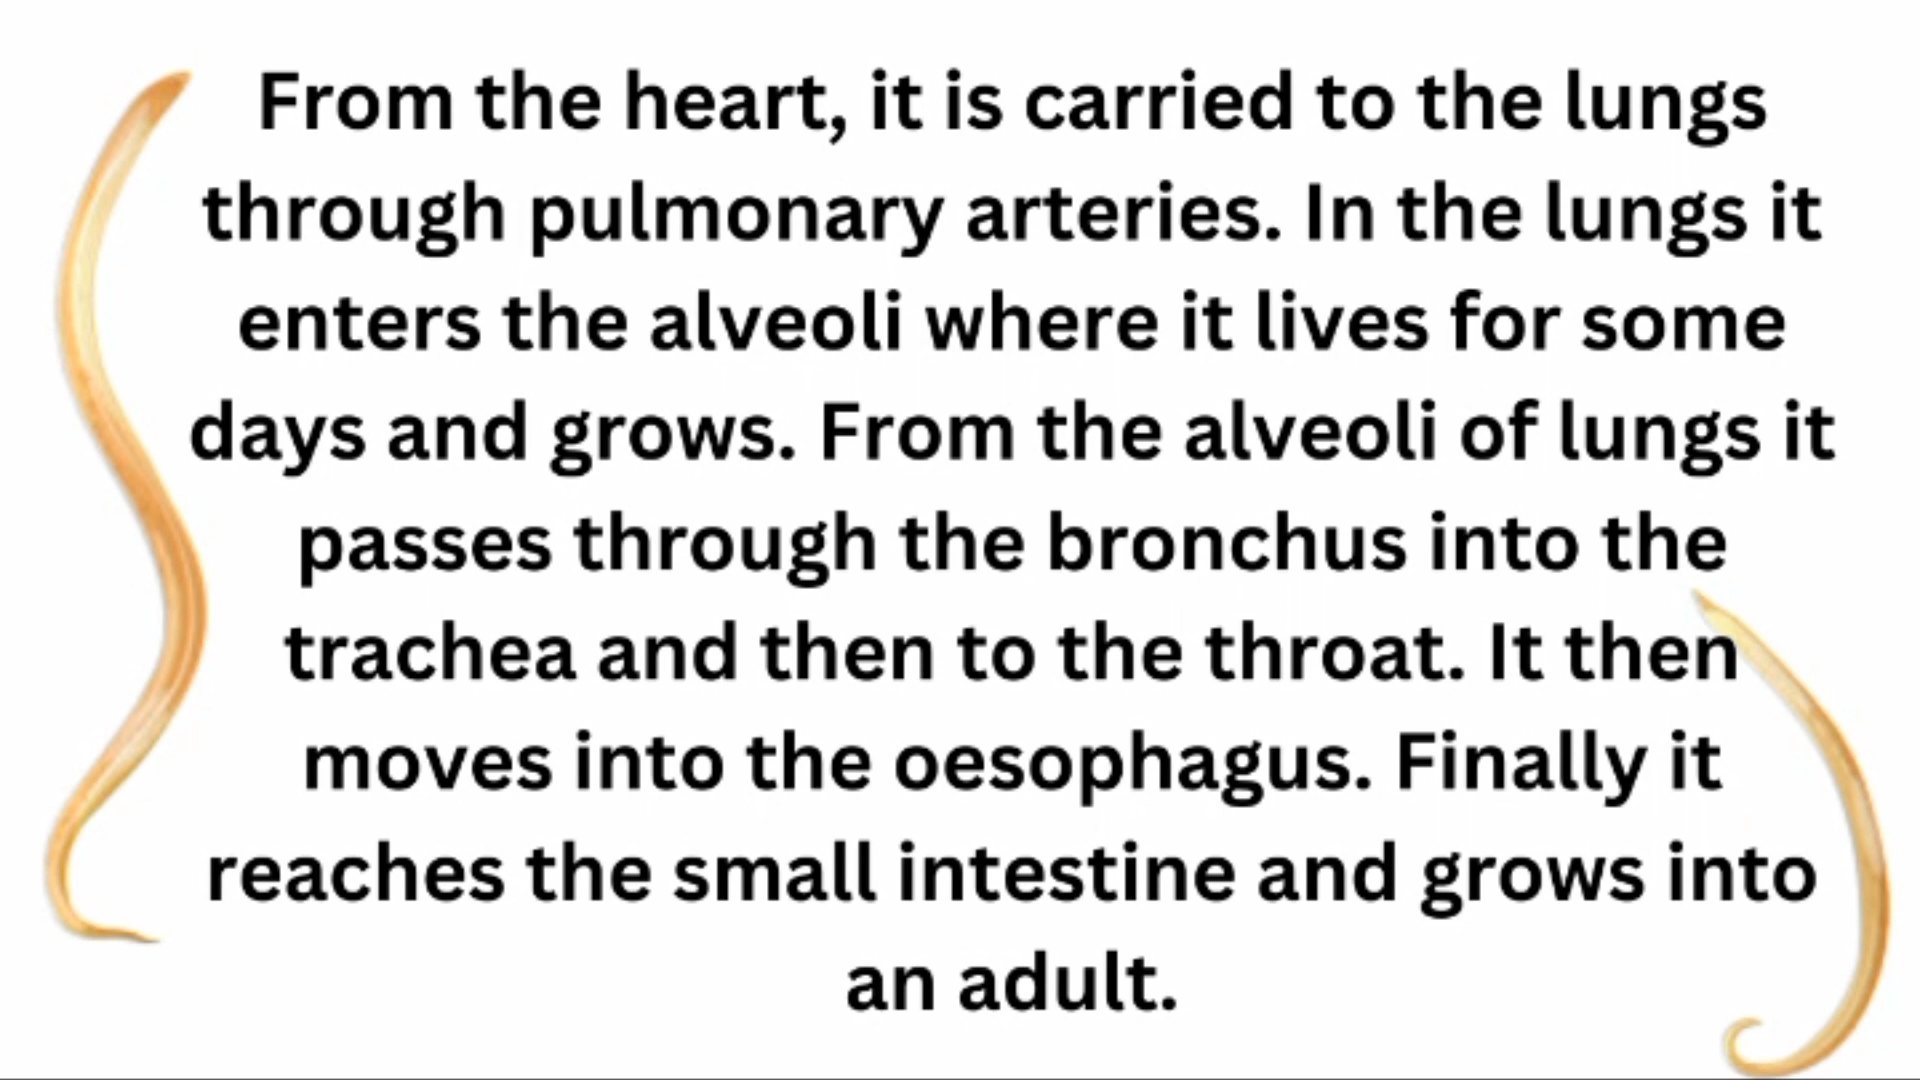 From the heart, it is carried to the lungs
through pulmonary arteries. In the lungs it
enters the alveoli where it lives for some
days and grows. From the alveoli of lungs it
passes through the bronchus into the
trachea and then to the throat. It then
moves into the oesophagus. Finally it
reaches the small intestine and grows into
an adult.